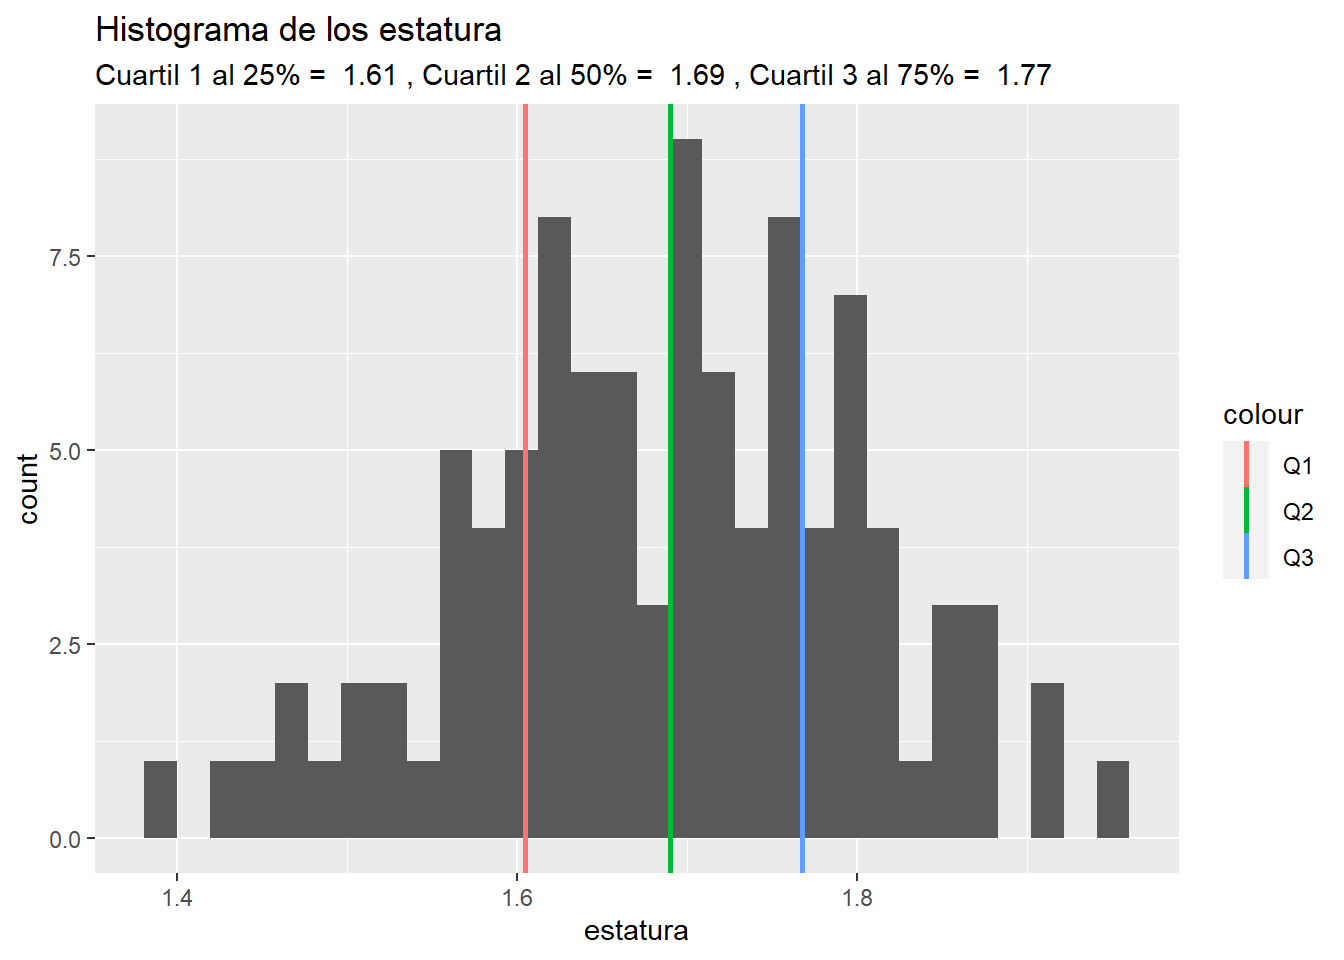 Histograma de los estatura
Cuartil 1 al 25% =  1.61 , Cuartil 2 al 50% =  1.69 , Cuartil 3 al 75% =  1.77
7.5
5.0
2.5
0.0
count
1.4
1.6
1.8
estatura
colour
Q1
Q2
Q3